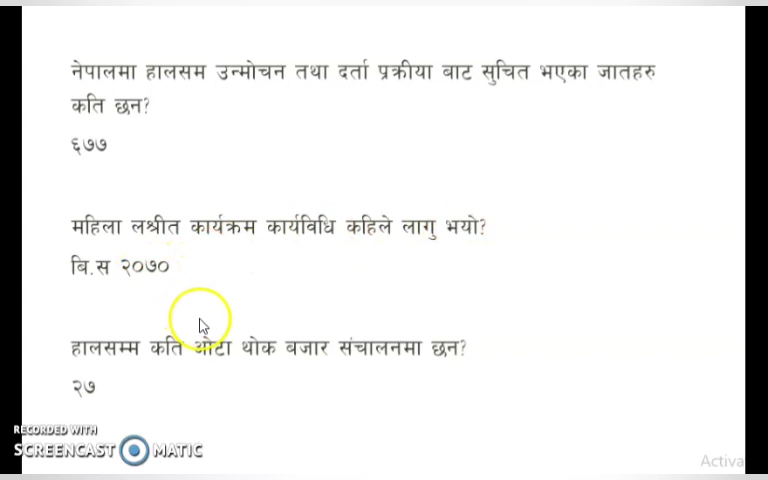 नेपालमा हालसम उन्मोचन तथा दर्ता प्रक्रीया बाट सुचित भएका जातहरु
कति छन?
६७७
महिला लश्रीत कार्यक्रम कार्यविधि कहिले लागु भयो?
बि.स २०७०
हालसम्म कति ओटा थोक बजार संचालनमा छन?
२७
RECORDED WITH
SCREENCAST MATIC
Activa